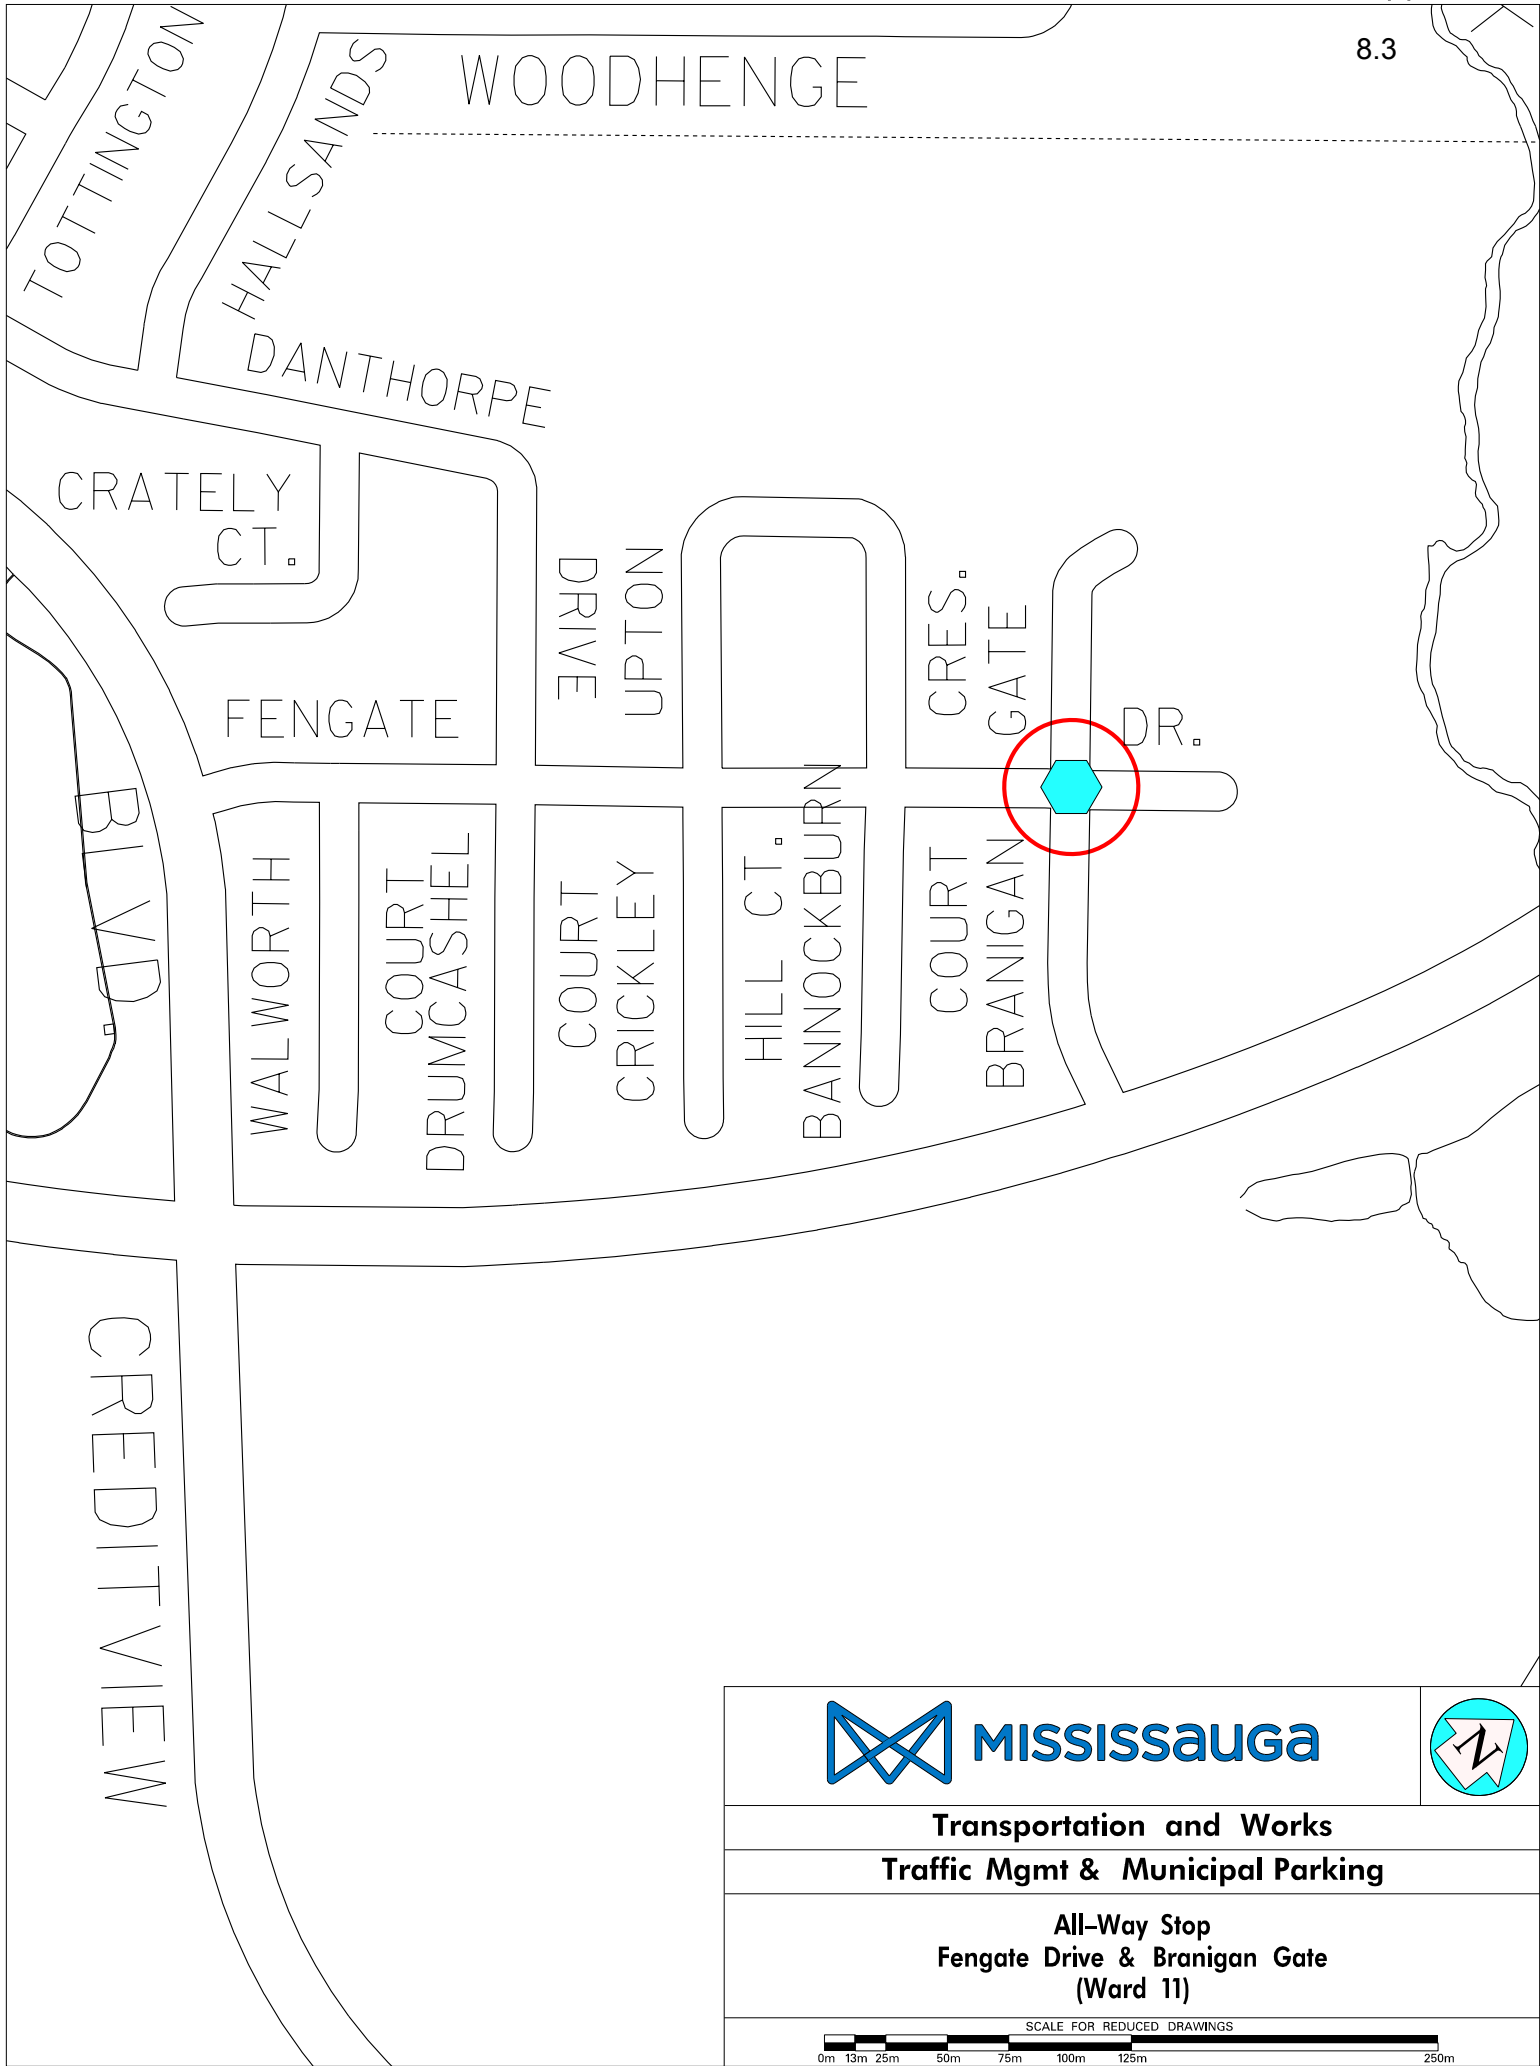 8.3
WOODHENGE
TOTTINGTON
HALLSANDS
DANTHORPE
CRATELY
CT.
DRIVE
UPTON
CRES.
GATE
FENGATE
DR.
BLVD
WALWORTH
COURT
DRUMCASHEL
COURT
CRICKLEY
HILL CT.
BANNOCKBURN
COURT
BRANIGAN
CREDITVIEW
MISSISSauGa
N
Transportation and Works
Traffic Mgmt & Municipal Parking
All-Way Stop
Fengate Drive & Branigan Gate
(Ward 11)
SCALE FOR REDUCED DRAWINGS
0m 13m 25m 50m 75m 100m 125m 250m